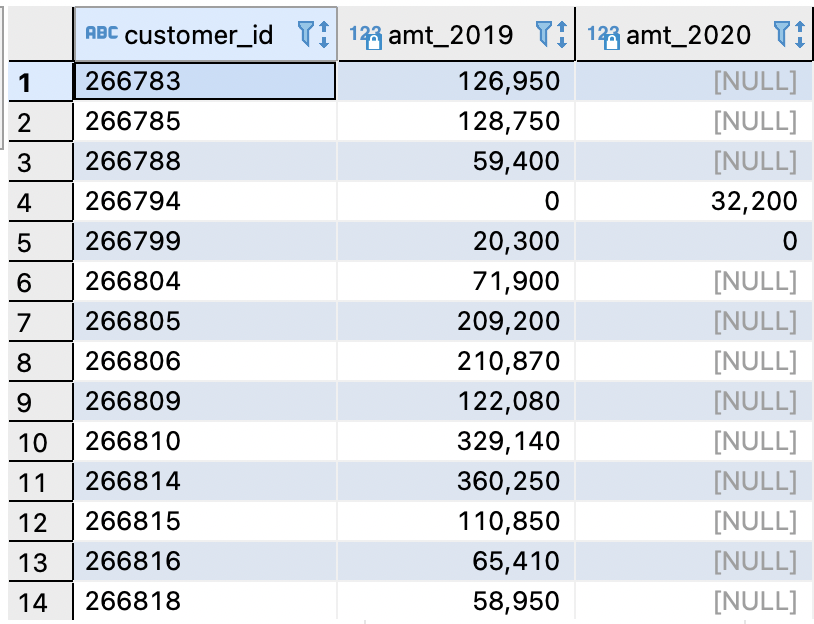 ABC customer_id 123 amt_2019 123 amt_2020
1 266783 126,950 [NULL]
2 266785 128,750 [NULL]
3 266788 59,400 [NULL]
4 266794 0 32,200
5 266799 20,300 0
6 266804 71,900 [NULL]
7 266805 209,200 [NULL]
8 266806 210,870 [NULL]
9 266809 122,080 [NULL]
10 266810 329,140 [NULL]
11 266814 360,250 [NULL]
12 266815 110,850 [NULL]
13 266816 65,410 [NULL]
14 266818 58,950 [NULL]